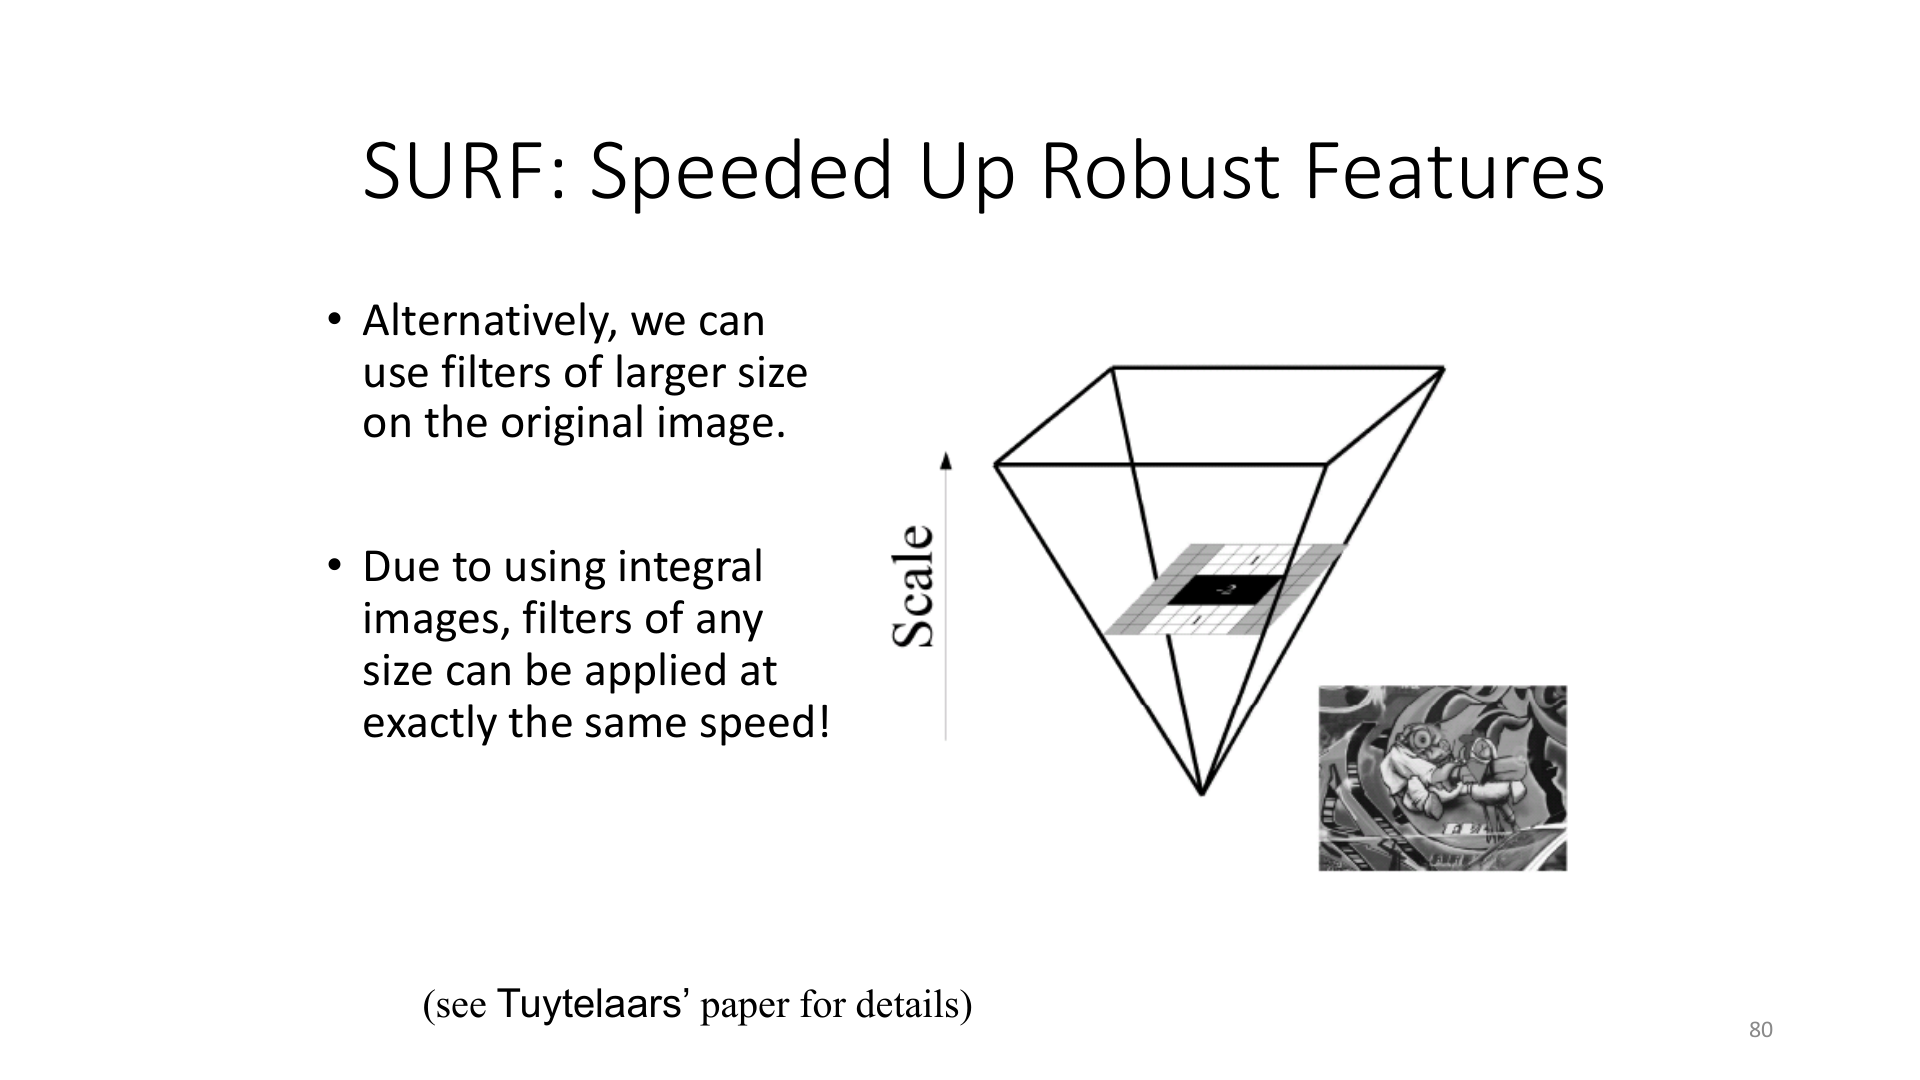 SURF: Speeded Up Robust Features
• Alternatively, we can
use filters of larger size
on the original image.
• Due to using integral
images, filters of any
size can be applied at
exactly the same speed!
Scale
1
-2
1
(see Tuytelaars’ paper for details)
80